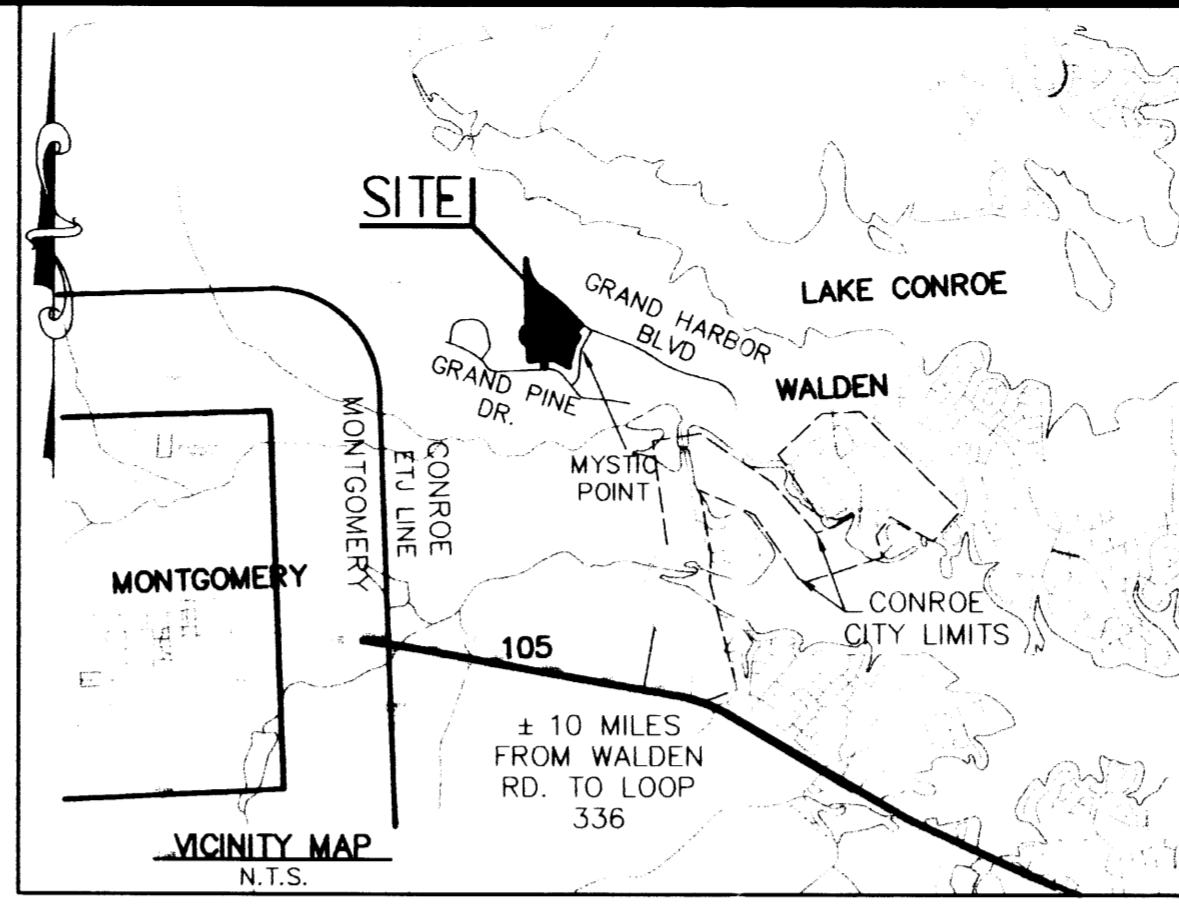 SITE
GRAND HARBOR
BLVD
LAKE CONROE
GRAND PINE
DR.
WALDEN
MYSTIC
POINT
MONTGOMERY
ETJ LINE
CONROE
MONTGOMERY
105
CONROE
CITY LIMITS
± 10 MILES
FROM WALDEN
RD. TO LOOP
336
VICINITY MAP
N.T.S.